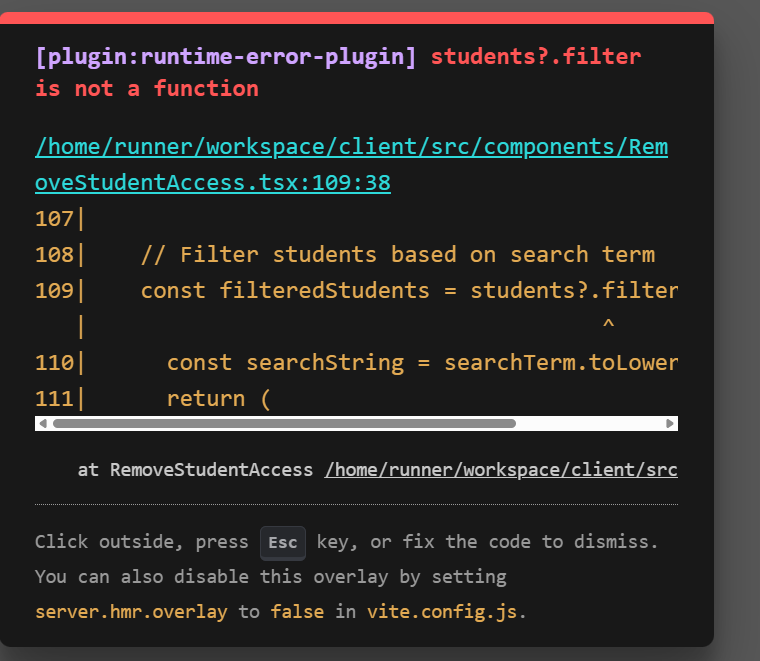 [plugin:runtime-error-plugin] students?.filter
is not a function
/home/runner/workspace/client/src/components/Rem
oveStudentAccess.tsx:109:38
107|
108|    // Filter students based on search term
109|    const filteredStudents = students?.filter
   |                                       ^
110|      const searchString = searchTerm.toLower
111|      return (
at RemoveStudentAccess /home/runner/workspace/client/src
Click outside, press Esc key, or fix the code to dismiss.
You can also disable this overlay by setting
server.hmr.overlay to false in vite.config.js.